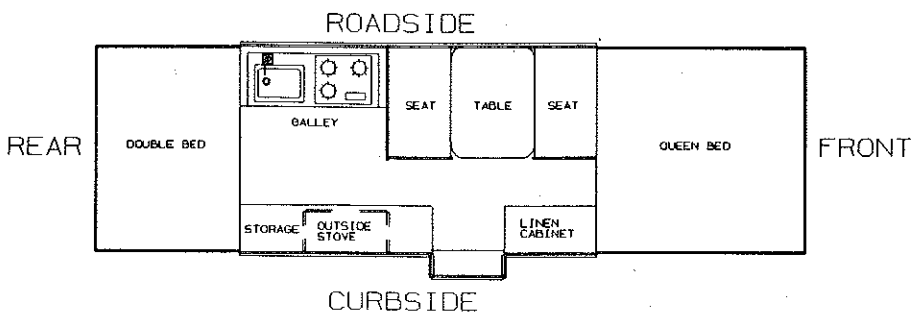 ROADSIDE
REAR
DOUBLE BED
GALLEY
SEAT
TABLE
SEAT
QUEEN BED
FRONT
STORAGE
OUTSIDE
STOVE
LINEN
CABINET
CURBSIDE